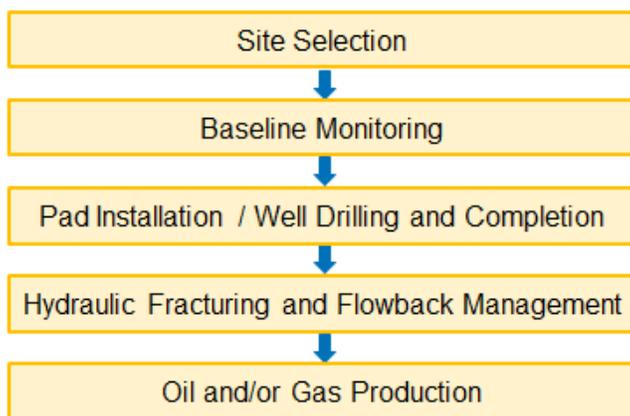 Site Selection
Baseline Monitoring
Pad Installation / Well Drilling and Completion
Hydraulic Fracturing and Flowback Management
Oil and/or Gas Production